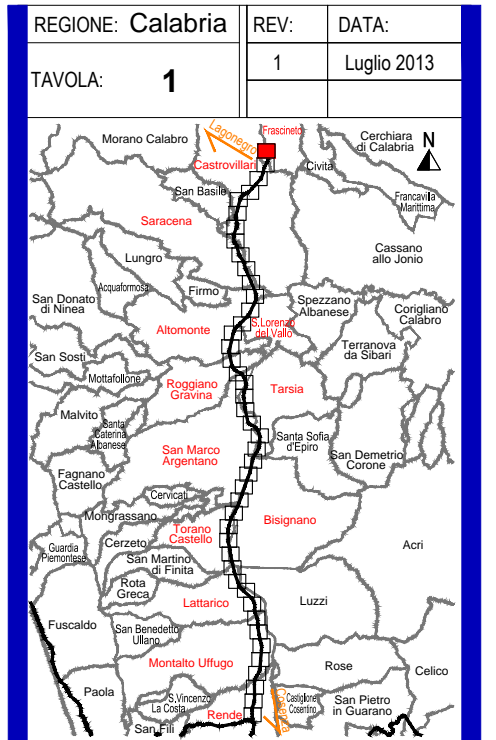 REGIONE: Calabria
REV:
DATA:
TAVOLA: 1
1
Luglio 2013
Lagonegro
Frascineto
Morano Calabro
Cerchiara
di Calabria
N
Castrovillari
Civita
San Basile
Francavilla
Marittima
Saracena
Cassano
allo Jonio
Lungro
Acquaformosa
Firmo
San Donato
di Ninea
Spezzano
Albanese
Corigliano
Calabro
S.Lorenzo
del Vallo
Altomonte
Terranova
da Sibari
San Sosti
Mottafollone
Roggiano
Gravina
Tarsia
Malvito
Santa
Caterina
Albanese
Santa Sofia
d'Epiro
San Marco
Argentano
San Demetrio
Corone
Fagnano
Castello
Cervicati
Mongrassano
Bisignano
Torano
Castello
Cerzeto
Acri
Guardia
Piemontese
San Martino
di Finita
Rota
Greca
Lattarico
Luzzi
Fuscaldo
San Benedetto
Ullano
Montalto Uffugo
Rose
Celico
Paola
S.Vincenzo
La Costa
Cosenza
Castiglione
Cosentino
San Pietro
in Guarano
Rende
San Fili